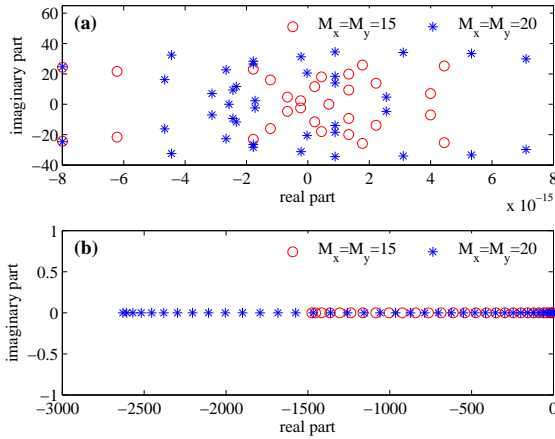 60
(a)
M_x=M_y=15
M_x=M_y=20
40
20
0
−20
−40
imaginary part
−8
−6
−4
−2
0
2
4
6
8
real part
x 10^−15
1
(b)
M_x=M_y=15
M_x=M_y=20
0.5
0
−0.5
−1
imaginary part
−3000
−2500
−2000
−1500
−1000
−500
0
real part